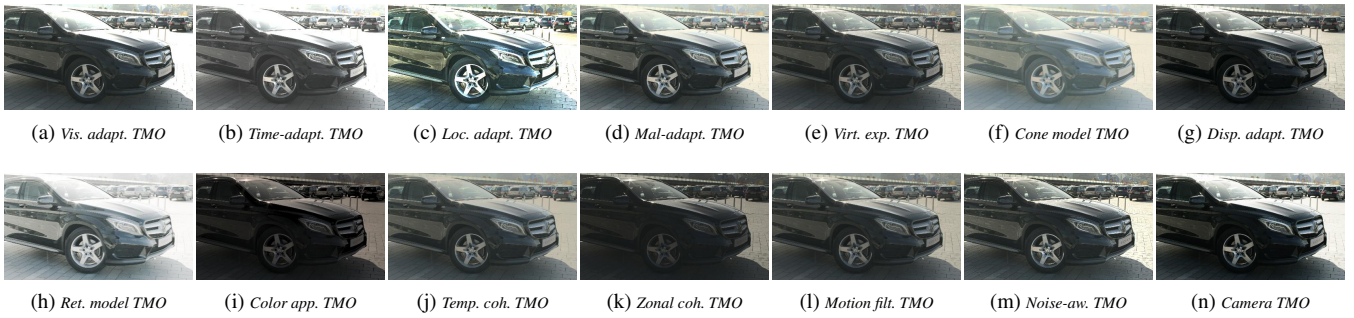 (a) Vis. adapt. TMO (b) Time-adapt. TMO (c) Loc. adapt. TMO (d) Mal-adapt. TMO (e) Virt. exp. TMO (f) Cone model TMO (g) Disp. adapt. TMO
(h) Ret. model TMO (i) Color app. TMO (j) Temp. coh. TMO (k) Zonal coh. TMO (l) Motion filt. TMO (m) Noise-aw. TMO (n) Camera TMO